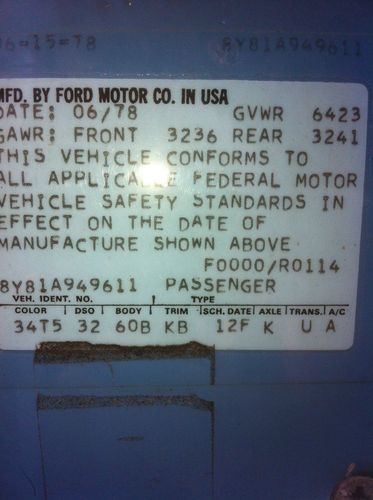 06=15=78 8Y81A949611
MFD. BY FORD MOTOR CO. IN USA
DATE: 06/78 GVWR 6423
GAWR: FRONT 3236 REAR 3241
THIS VEHICLE CONFORMS TO
ALL APPLICABLE FEDERAL MOTOR
VEHICLE SAFETY STANDARDS IN
EFFECT ON THE DATE OF
MANUFACTURE SHOWN ABOVE
F0000/R0114
8Y81A949611 PASSENGER
VEH. IDENT. NO. TYPE
COLOR DSO BODY TRIM SCH. DATE AXLE TRANS. A/C
34T5 32 60B KB 12F K U A